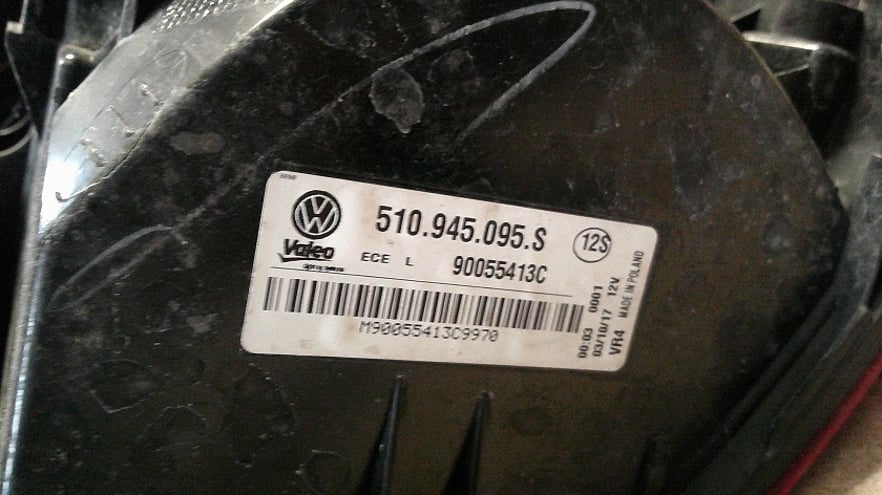 510.945.095.S
12S
Valeo
ECE L 90055413C
M90055413C9970
00:03 0001
03/10/17 12V
VR4 MADE IN POLAND